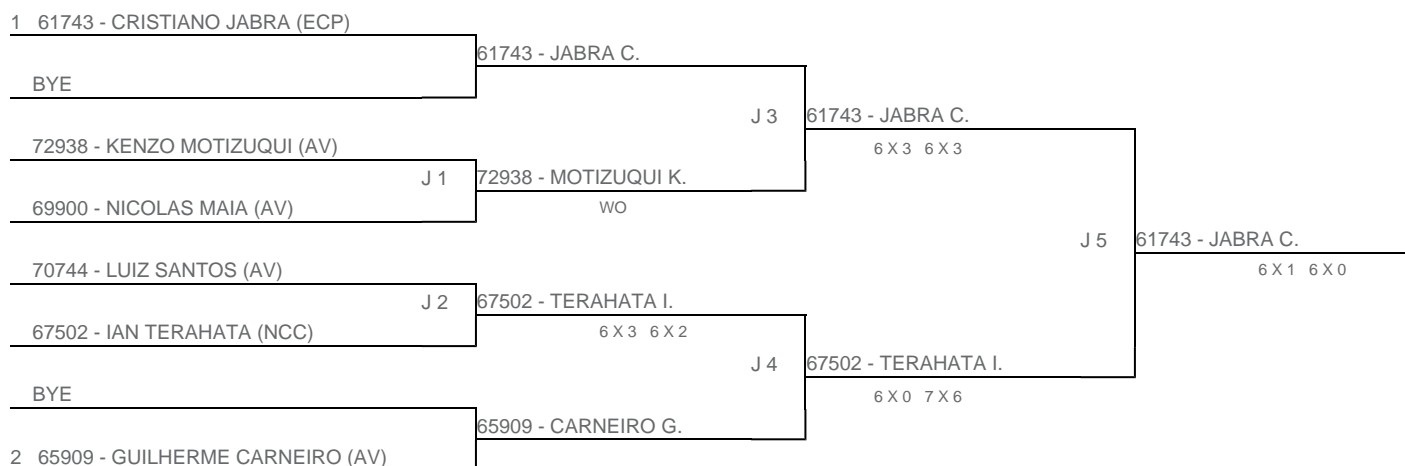 1 61743 - CRISTIANO JABRA (ECP)
61743 - JABRA C.
BYE
J 3 61743 - JABRA C.
72938 - KENZO MOTIZUQUI (AV)
6 X 3 6 X 3
J 1 72938 - MOTIZUQUI K.
69900 - NICOLAS MAIA (AV)
WO
J 5 61743 - JABRA C.
70744 - LUIZ SANTOS (AV)
6 X 1 6 X 0
J 2 67502 - TERAHATA I.
67502 - IAN TERAHATA (NCC)
6 X 3 6 X 2
J 4 67502 - TERAHATA I.
BYE
6 X 0 7 X 6
65909 - CARNEIRO G.
2 65909 - GUILHERME CARNEIRO (AV)